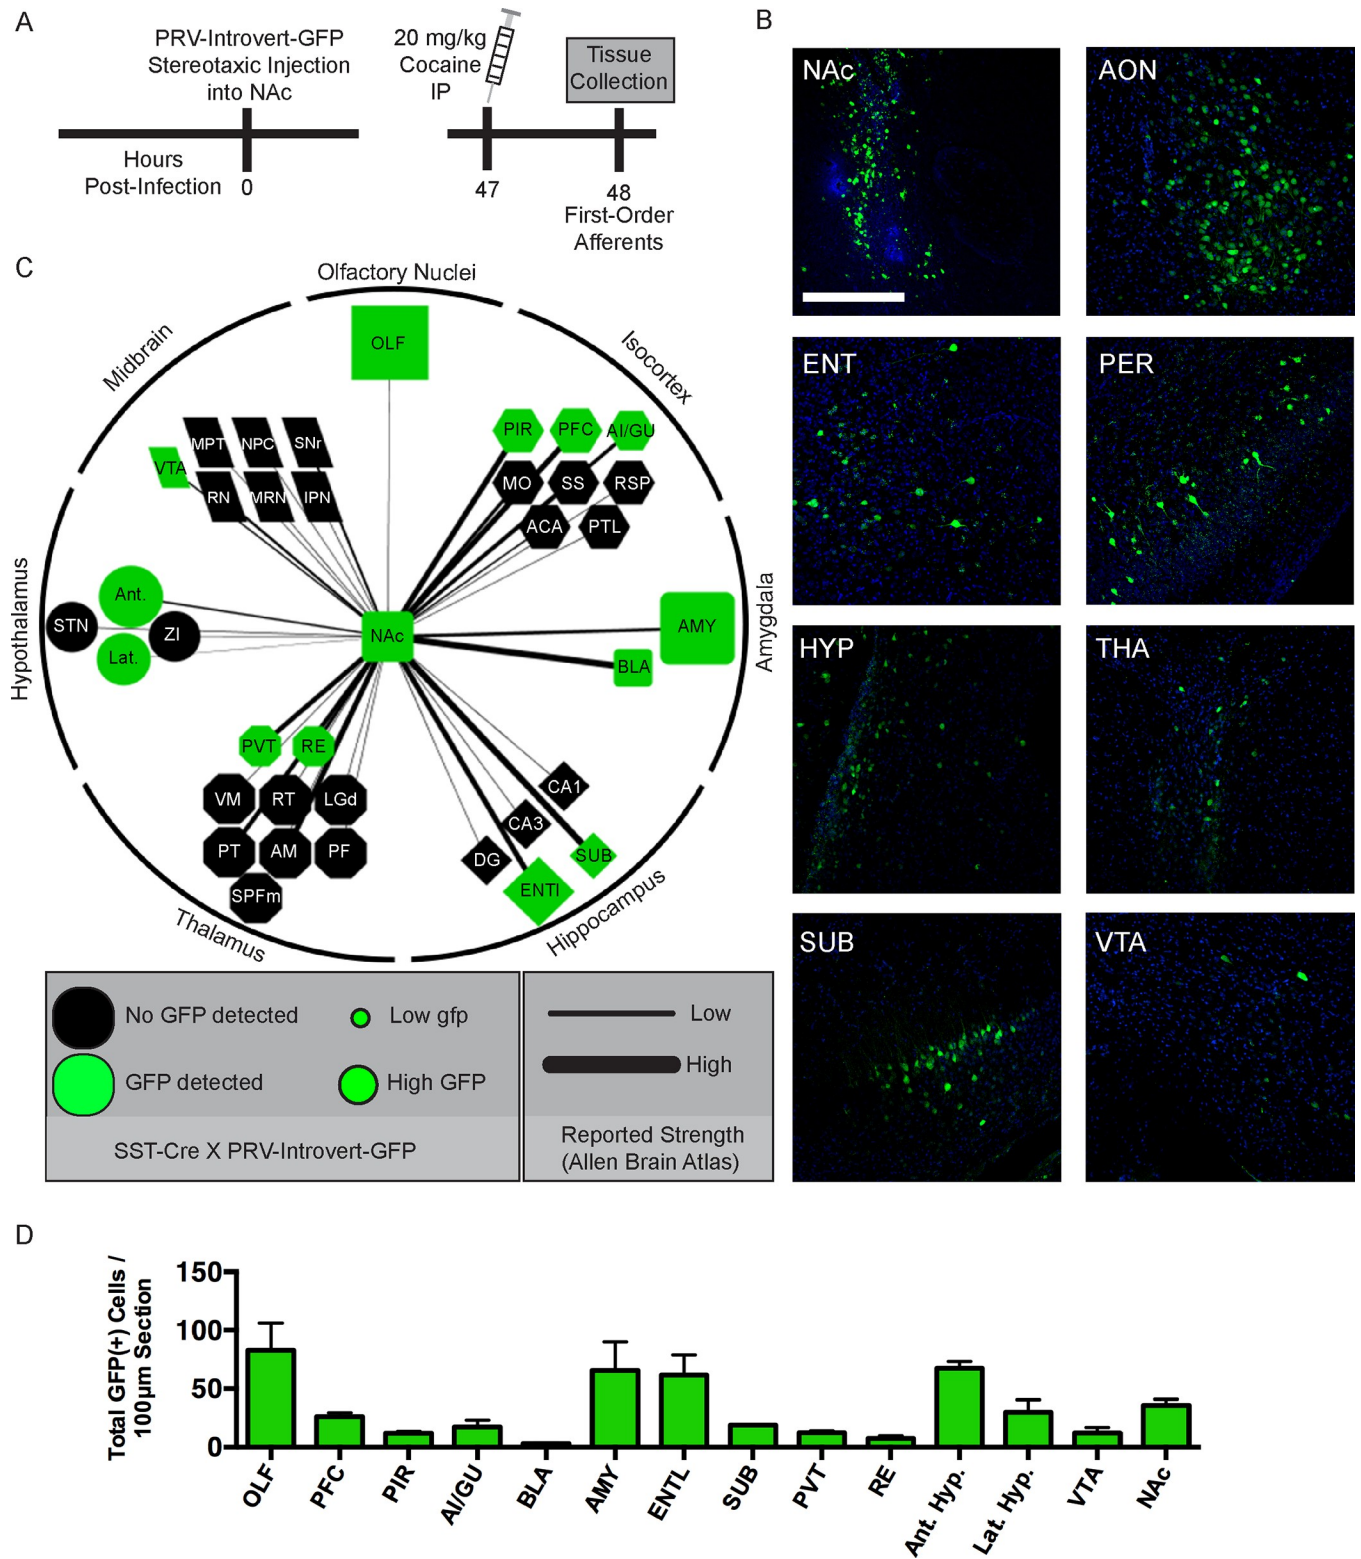 A
PRV-Introvert-GFP
Stereotaxic Injection
into NAc
20 mg/kg
Cocaine
IP
Tissue
Collection
Hours
Post-Infection
0
47
48
First-Order
Afferents
B
NAc
AON
ENT
PER
HYP
THA
SUB
VTA
C
Olfactory Nuclei
Isocortex
Amygdala
Hippocampus
Thalamus
Hypothalamus
Midbrain
OLF
PIR
PFC
AI/GU
MO
SS
RSP
ACA
PTL
MPT
NPC
SNr
VTA
RN
MRN
IPN
Ant.
STN
ZI
Lat.
NAc
AMY
BLA
PVT
RE
VM
RT
LGd
PT
AM
PF
SPFm
CA1
CA3
DG
SUB
ENTl
No GFP detected
Low gfp
GFP detected
High GFP
SST-Cre X PRV-Introvert-GFP
Low
High
Reported Strength
(Allen Brain Atlas)
D
Total GFP(+) Cells /
100µm Section
150
100
50
0
OLF
PFC
PIR
AI/GU
BLA
AMY
ENTL
SUB
PVT
RE
Ant. Hyp.
Lat. Hyp.
VTA
NAc